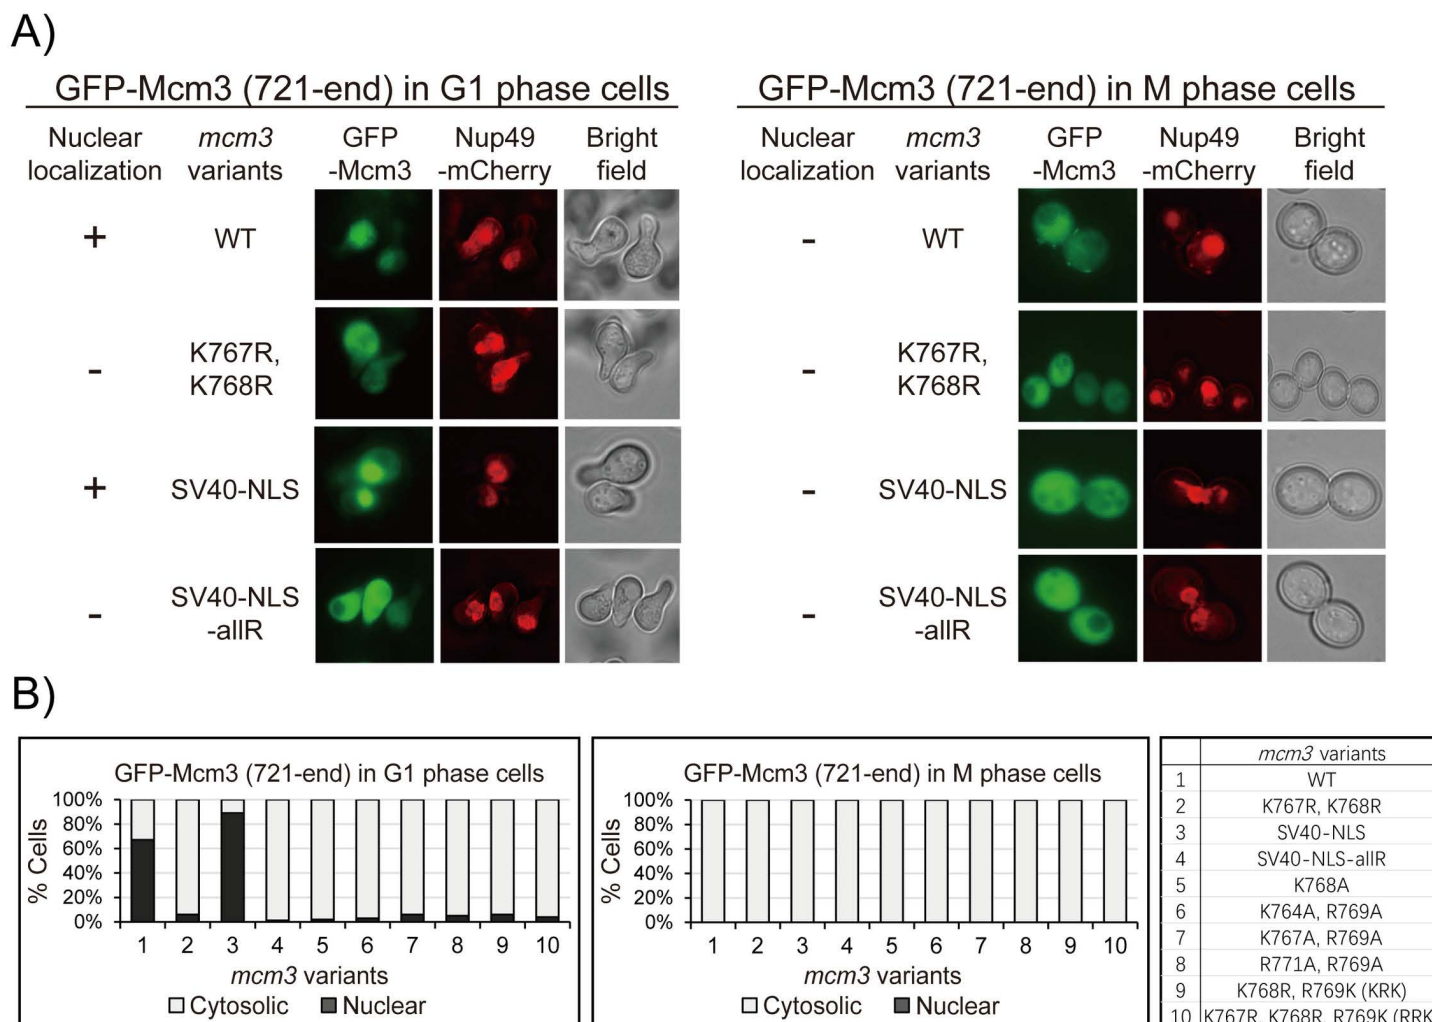 A)
GFP-Mcm3 (721-end) in G1 phase cells
Nuclear localization
mcm3 variants
GFP -Mcm3
Nup49 -mCherry
Bright field
+
WT
-
K767R, K768R
+
SV40-NLS
-
SV40-NLS -allR
GFP-Mcm3 (721-end) in M phase cells
Nuclear localization
mcm3 variants
GFP -Mcm3
Nup49 -mCherry
Bright field
-
WT
-
K767R, K768R
-
SV40-NLS
-
SV40-NLS -allR
B)
GFP-Mcm3 (721-end) in G1 phase cells
% Cells
100%
80%
60%
40%
20%
0%
1 2 3 4 5 6 7 8 9 10
mcm3 variants
Cytosolic Nuclear
GFP-Mcm3 (721-end) in M phase cells
% Cells
100%
80%
60%
40%
20%
0%
1 2 3 4 5 6 7 8 9 10
mcm3 variants
Cytosolic Nuclear
mcm3 variants
1 WT
2 K767R, K768R
3 SV40-NLS
4 SV40-NLS-allR
5 K768A
6 K764A, R769A
7 K767A, R769A
8 R771A, R769A
9 K768R, R769K (KRK)
10 K767R, K768R, R769K (RRK